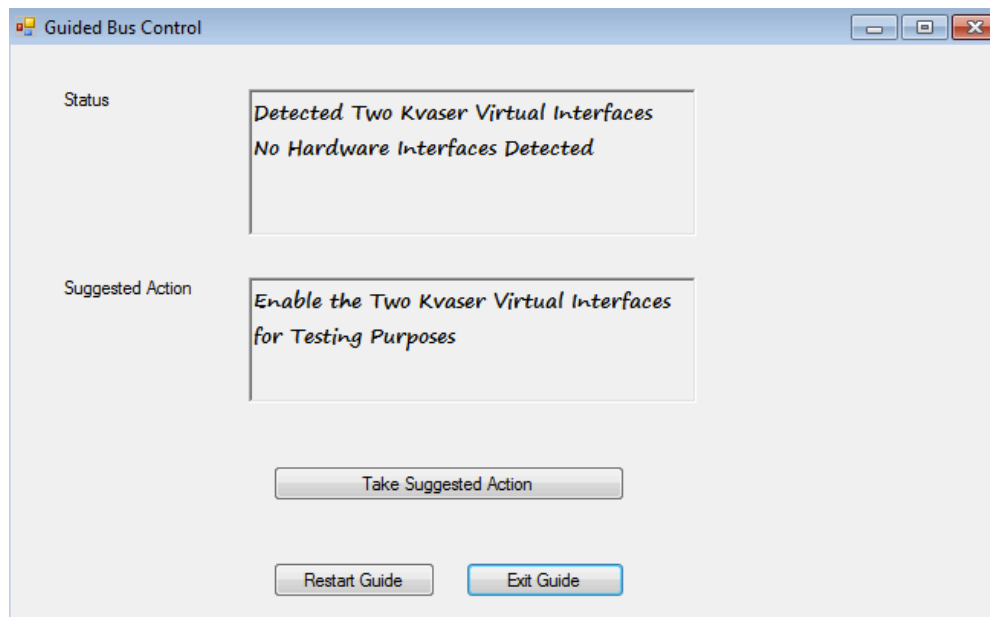 Guided Bus Control
Status
Detected Two Kvaser Virtual Interfaces
No Hardware Interfaces Detected
Suggested Action
Enable the Two Kvaser Virtual Interfaces
for Testing Purposes
Take Suggested Action
Restart Guide
Exit Guide